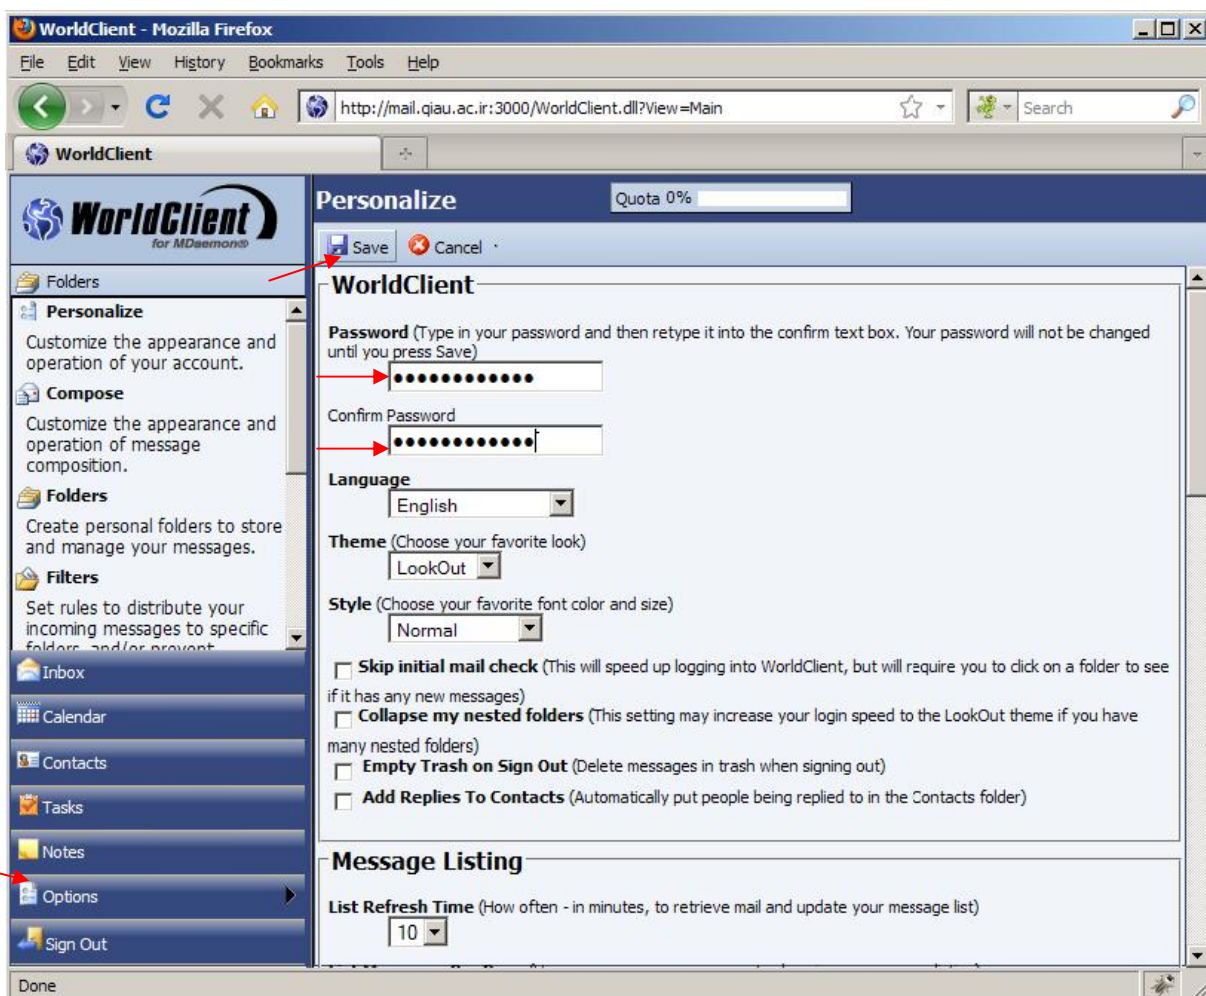 WorldClient - Mozilla Firefox
File Edit View History Bookmarks Tools Help
http://mail.qiau.ac.ir:3000/WorldClient.dll?View=Main
Search
WorldClient
WorldClient
for MDaemon®
Personalize
Quota 0%
Save Cancel
Folders
Personalize
Customize the appearance and
operation of your account.
Compose
Customize the appearance and
operation of message
composition.
Folders
Create personal folders to store
and manage your messages.
Filters
Set rules to distribute your
incoming messages to specific
folders, and/or prevent
Inbox
Calendar
Contacts
Tasks
Notes
Options
Sign Out
WorldClient
Password (Type in your password and then retype it into the confirm text box. Your password will not be changed
until you press Save)
••••••••••••
Confirm Password
••••••••••••
Language
English
Theme (Choose your favorite look)
LookOut
Style (Choose your favorite font color and size)
Normal
Skip initial mail check (This will speed up logging into WorldClient, but will require you to click on a folder to see
if it has any new messages)
Collapse my nested folders (This setting may increase your login speed to the LookOut theme if you have
many nested folders)
Empty Trash on Sign Out (Delete messages in trash when signing out)
Add Replies To Contacts (Automatically put people being replied to in the Contacts folder)
Message Listing
List Refresh Time (How often - in minutes, to retrieve mail and update your message list)
10
Done